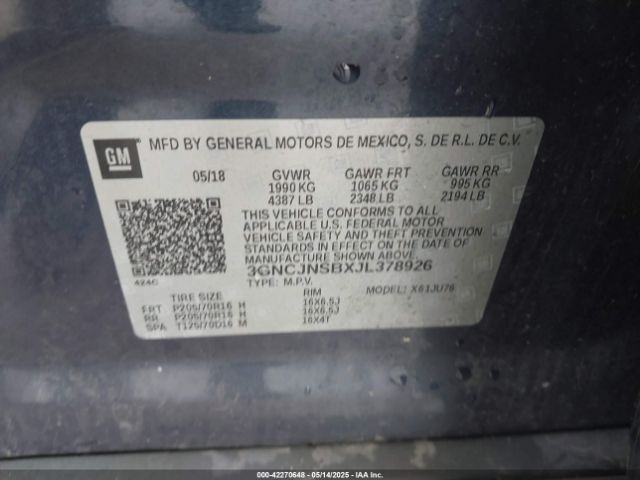 GM
MFD BY GENERAL MOTORS DE MEXICO, S. DE R.L. DE C.V.
05/18 GVWR GAWR FRT GAWR RR
1990 KG 1065 KG 995 KG
4387 LB 2348 LB 2194 LB
THIS VEHICLE CONFORMS TO ALL
APPLICABLE U.S. FEDERAL MOTOR
VEHICLE SAFETY AND THEFT PREVENTION
STANDARDS IN EFFECT ON THE DATE OF
MANUFACTURE SHOWN ABOVE.
3GNCJNSBXJL378926
424C TYPE: M.P.V. MODEL: X61JU76
TIRE SIZE RIM
FRT P205/70R16 H 16X6.5J
RR P205/70R16 H 16X6.5J
SPA T125/70D16 M 16X4T
000-42270648 - 05/14/2025 - IAAI.com